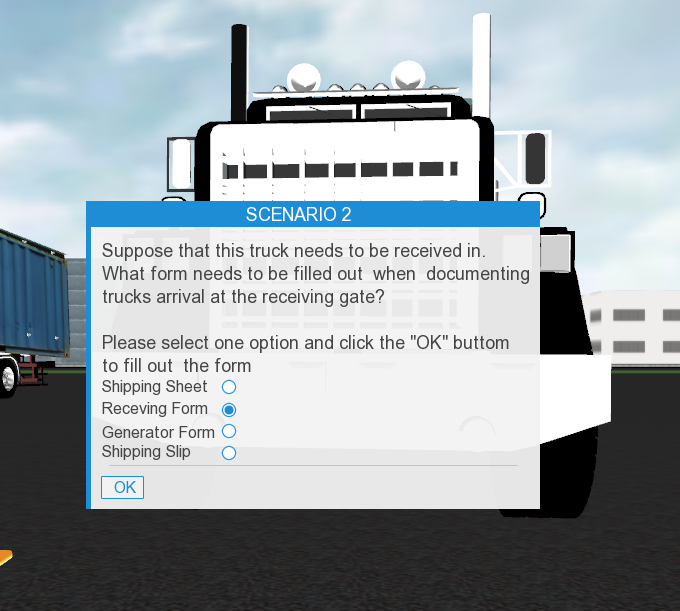 SCENARIO 2
Suppose that this truck needs to be received in.
What form needs to be filled out when documenting
trucks arrival at the receiving gate?
Please select one option and click the "OK" buttom
to fill out the form
Shipping Sheet
Receving Form
Generator Form
Shipping Slip
OK